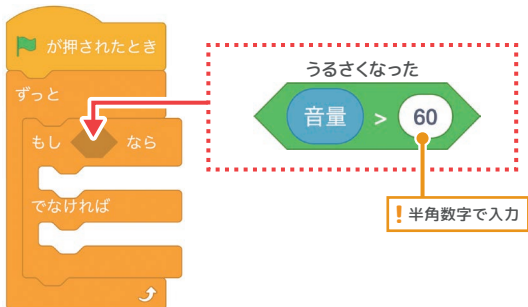 が押されたとき
ずっと
もし なら
でなければ
うるさくなった
音量 > 60
! 半角数字で入力